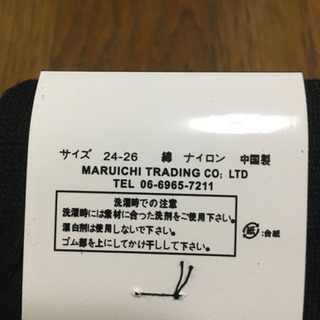 サイズ 24-26 綿 ナイロン 中国製
MARUICHI TRADING CO; LTD
TEL 06-6965-7211
洗濯時での注意
洗濯時には素材に合った洗剤をご使用下さい。
漂白剤は使用しないで下さい。
ゴム部を上にしてかけ干しして下さい。
紙 :台紙